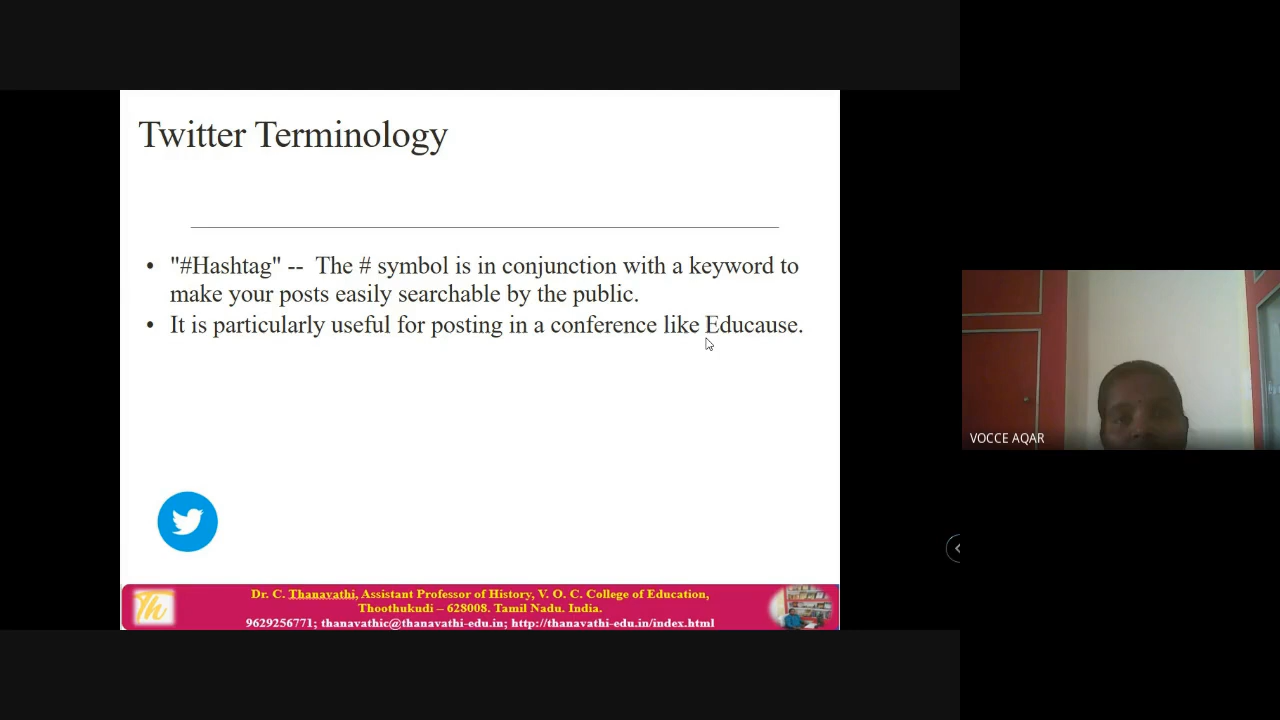 Twitter Terminology
• "#Hashtag" -- The # symbol is in conjunction with a keyword to
make your posts easily searchable by the public.
• It is particularly useful for posting in a conference like Educause.
Th
Dr. C. Thanavathi, Assistant Professor of History, V. O. C. College of Education,
Thoothukudi – 628008. Tamil Nadu. India.
9629256771; thanavathic@thanavathi-edu.in; http://thanavathi-edu.in/index.html
VOCCE AQAR